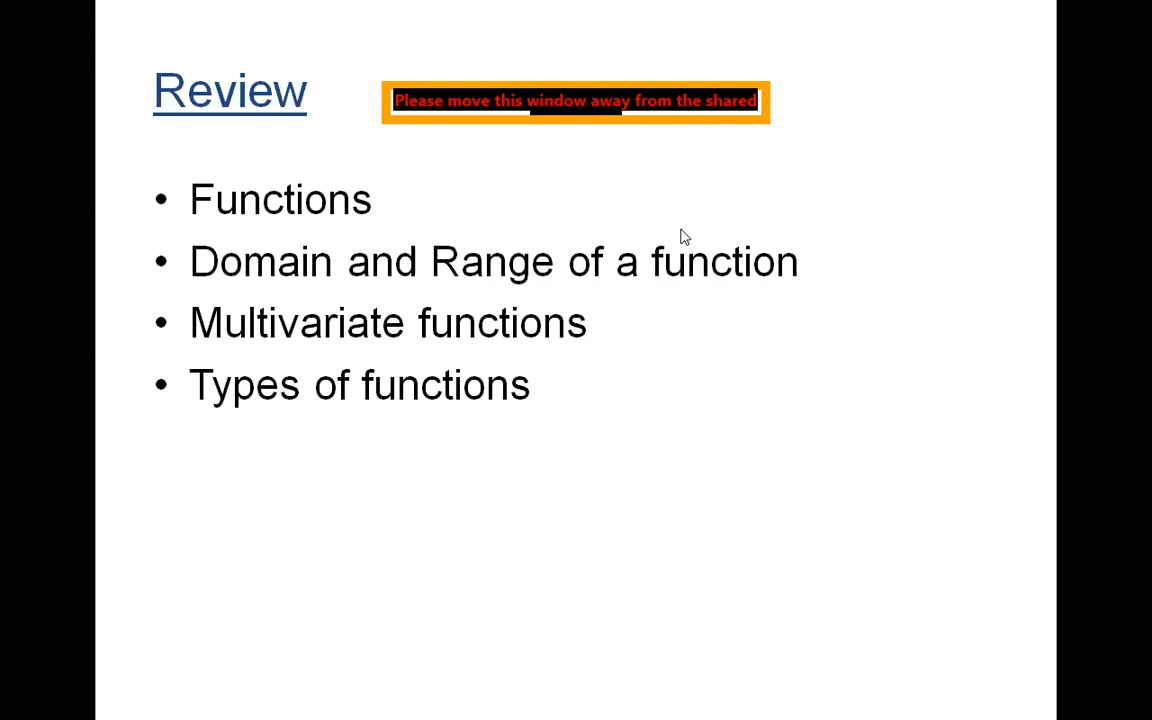 Review
Please move this window away from the shared
• Functions
• Domain and Range of a function
• Multivariate functions
• Types of functions